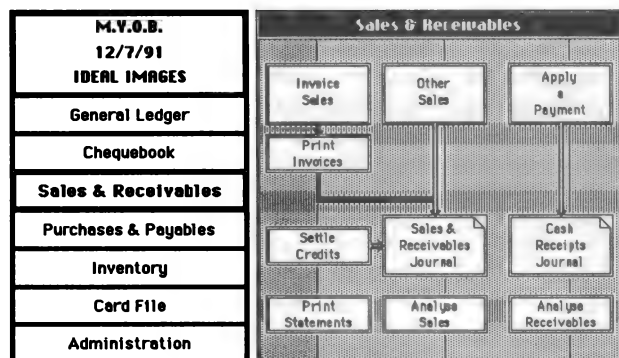 M.Y.O.B.
12/7/91
IDEAL IMAGES
General Ledger
Chequebook
Sales & Receivables
Purchases & Payables
Inventory
Card File
Administration
Sales & Receivables
Invoice
Sales
Other
Sales
Apply
a
Payment
Print
Invoices
Settle
Credits
Sales &
Receivables
Journal
Cash
Receipts
Journal
Print
Statements
Analyse
Sales
Analyse
Receivables